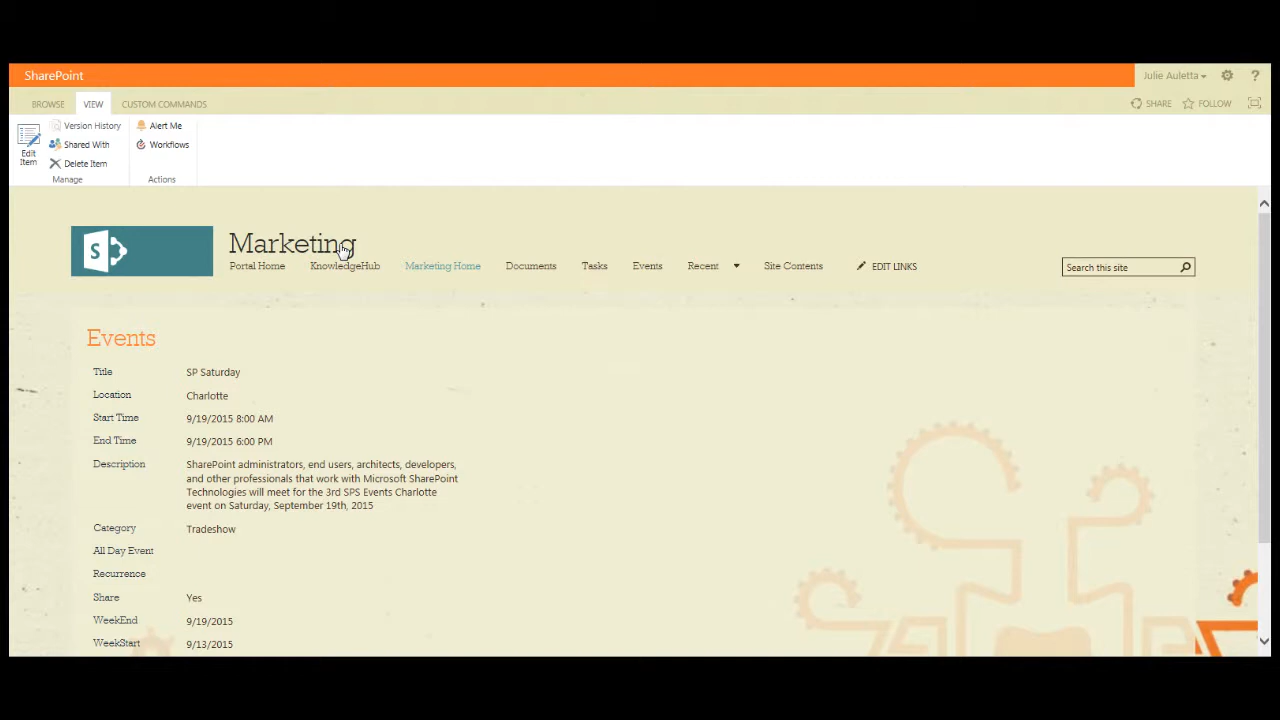 SharePoint
Julie Auletta
?
BROWSE VIEW CUSTOM COMMANDS
SHARE FOLLOW
Edit Item
Version History
Shared With
Delete Item
Manage
Alert Me
Workflows
Actions
S
Marketing
Portal Home KnowledgeHub Marketing Home Documents Tasks Events Recent Site Contents EDIT LINKS
Search this site
Events
Title SP Saturday
Location Charlotte
Start Time 9/19/2015 8:00 AM
End Time 9/19/2015 6:00 PM
Description SharePoint administrators, end users, architects, developers,
and other professionals that work with Microsoft SharePoint
Technologies will meet for the 3rd SPS Events Charlotte
event on Saturday, September 19th, 2015
Category Tradeshow
All Day Event
Recurrence
Share Yes
WeekEnd 9/19/2015
WeekStart 9/13/2015